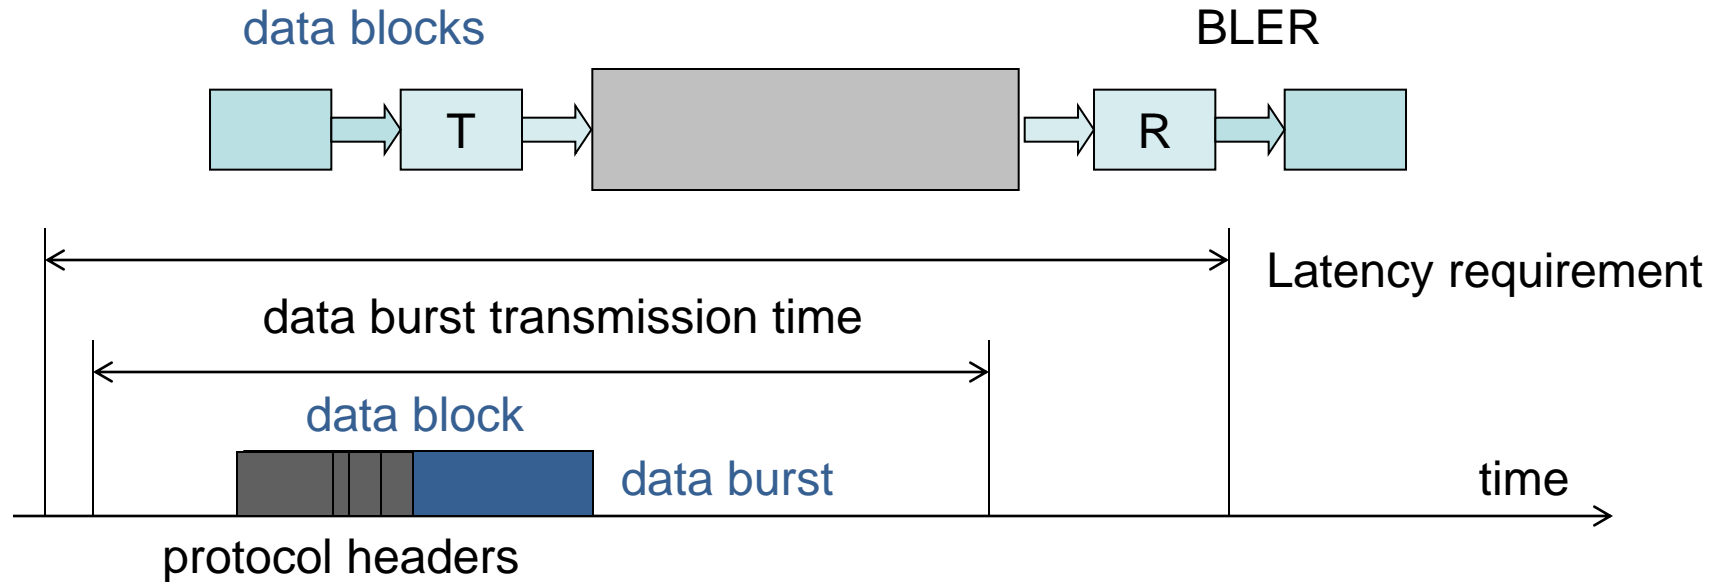 data blocks
BLER
T
R
Latency requirement
data burst transmission time
data block
data burst
time
protocol headers